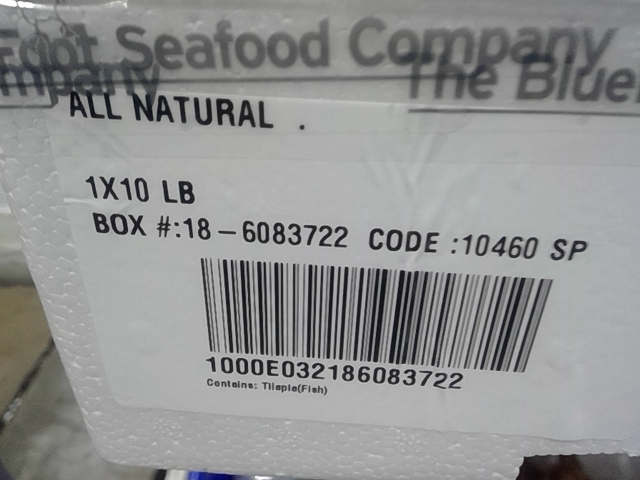 Foot Seafood Company
mpany The Blue
ALL NATURAL .
1X10 LB
BOX #:18-6083722 CODE :10460 SP
1000E032186083722
Contains: Tilapia(Fish)